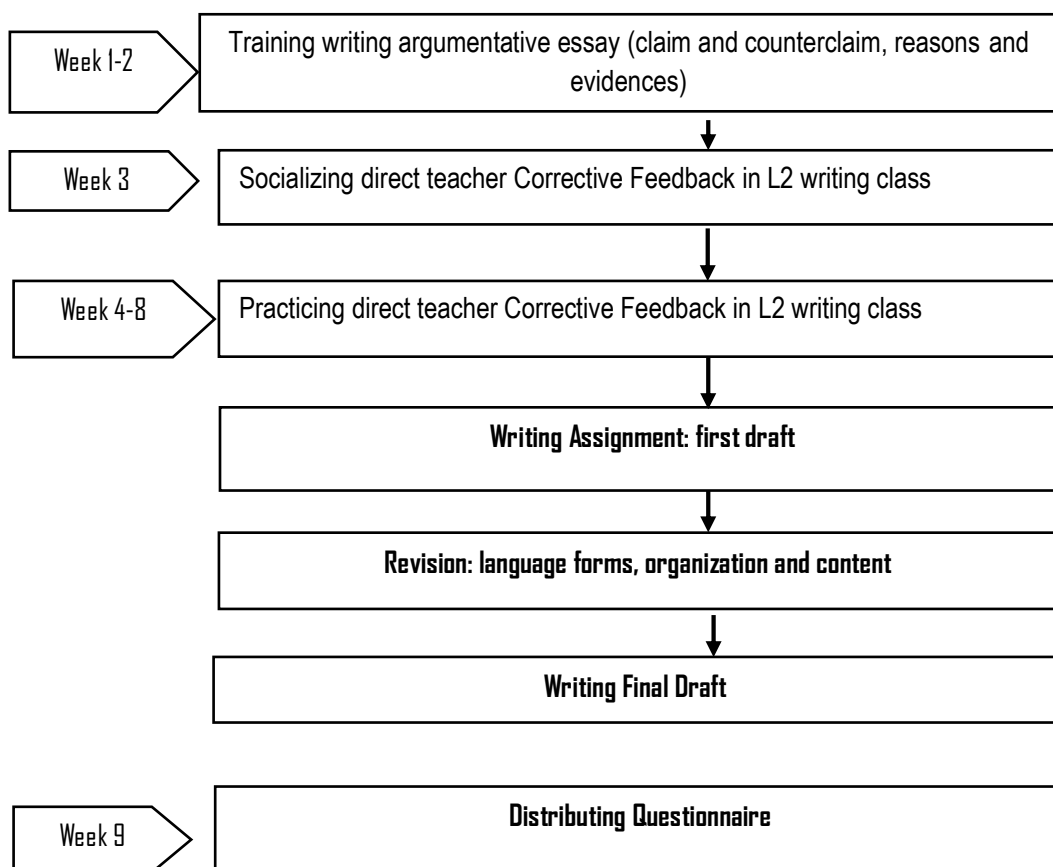 Week 1-2
Training writing argumentative essay (claim and counterclaim, reasons and
evidences)
Week 3
Socializing direct teacher Corrective Feedback in L2 writing class
Week 4-8
Practicing direct teacher Corrective Feedback in L2 writing class
Writing Assignment: first draft
Revision: language forms, organization and content
Writing Final Draft
Week 9
Distributing Questionnaire